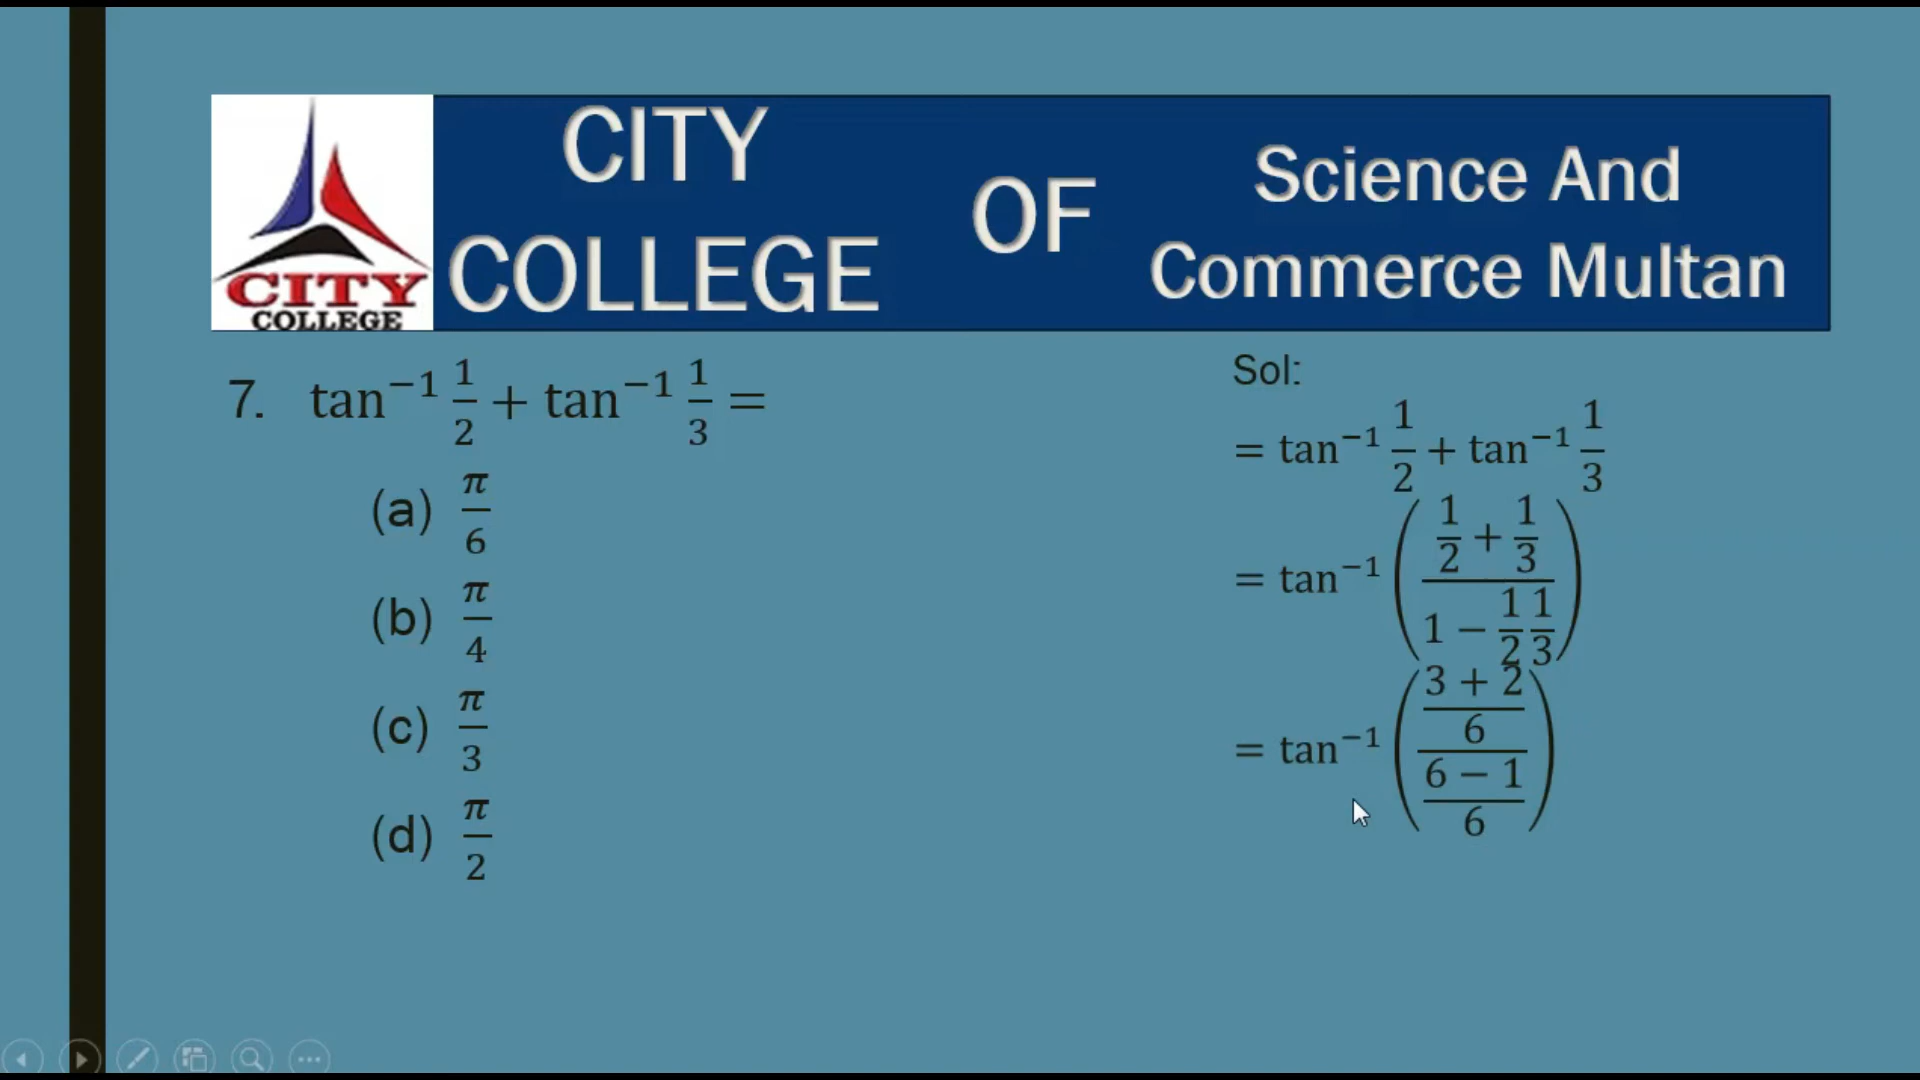 CITY
COLLEGE
CITY
COLLEGE
OF
Science And
Commerce Multan
7. tan⁻¹ 1/2 + tan⁻¹ 1/3 =
(a) π/6
(b) π/4
(c) π/3
(d) π/2
Sol:
= tan⁻¹ 1/2 + tan⁻¹ 1/3
= tan⁻¹ ((1/2 + 1/3)/(1 − 1/2 1/3))
= tan⁻¹ (((3 + 2)/6)/((6 − 1)/6))